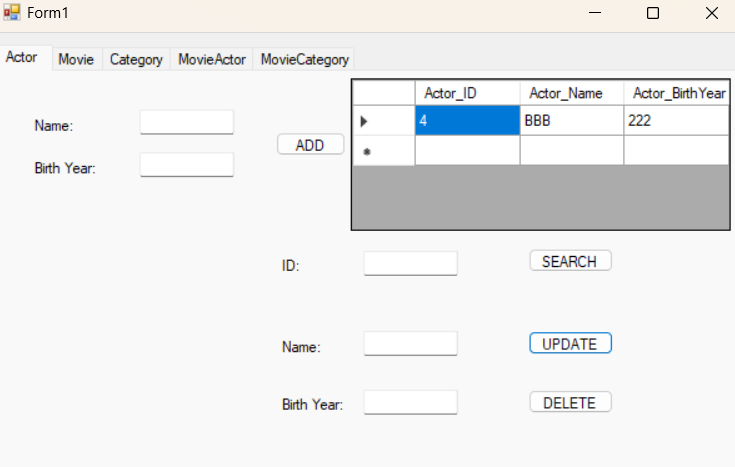 Form1
Actor Movie Category MovieActor MovieCategory
Actor_ID Actor_Name Actor_BirthYear
4 BBB 222
Name:
ADD
Birth Year:
ID: SEARCH
Name: UPDATE
Birth Year: DELETE